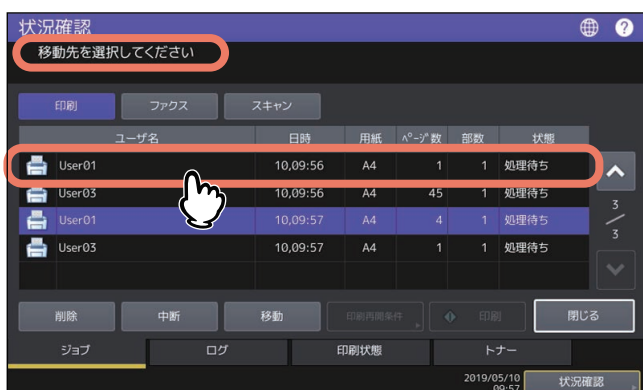 状況確認
移動先を選択してください
印刷 ファクス スキャン
ユーザ名 日時 用紙 ページ数 部数 状態
User01 10,09:56 A4 1 1 処理待ち
User03 10,09:56 A4 45 1 処理待ち
User01 10,09:57 A4 4 1 処理待ち
User03 10,09:57 A4 1 1 処理待ち
3
3
削除 中断 移動 印刷再開条件 印刷 閉じる
ジョブ ログ 印刷状態 トナー
2019/05/10
09:57
状況確認